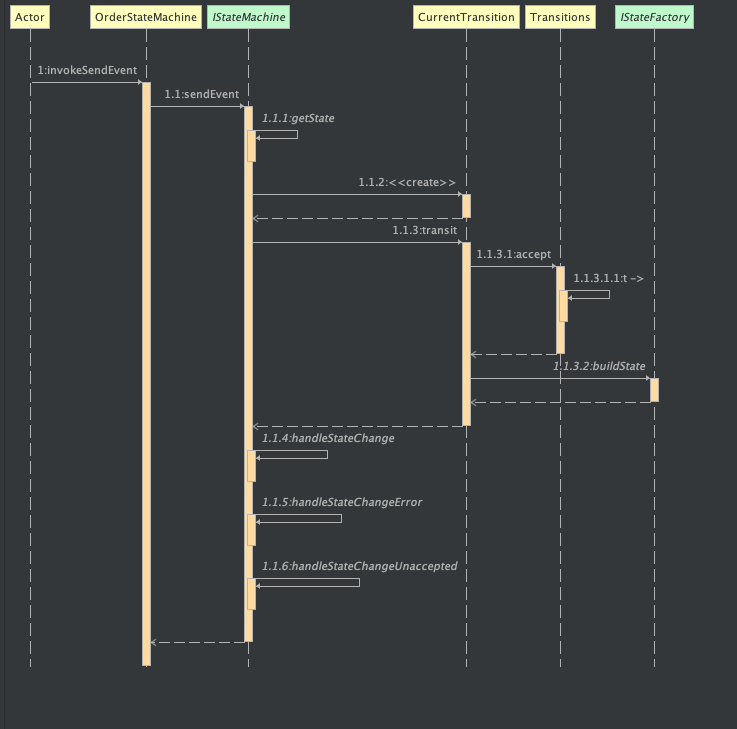 Actor
OrderStateMachine
IStateMachine
CurrentTransition
Transitions
IStateFactory
1:invokeSendEvent
1.1:sendEvent
1.1.1:getState
1.1.2:<<create>>
1.1.3:transit
1.1.3.1:accept
1.1.3.1.1:t ->
1.1.3.2:buildState
1.1.4:handleStateChange
1.1.5:handleStateChangeError
1.1.6:handleStateChangeUnaccepted